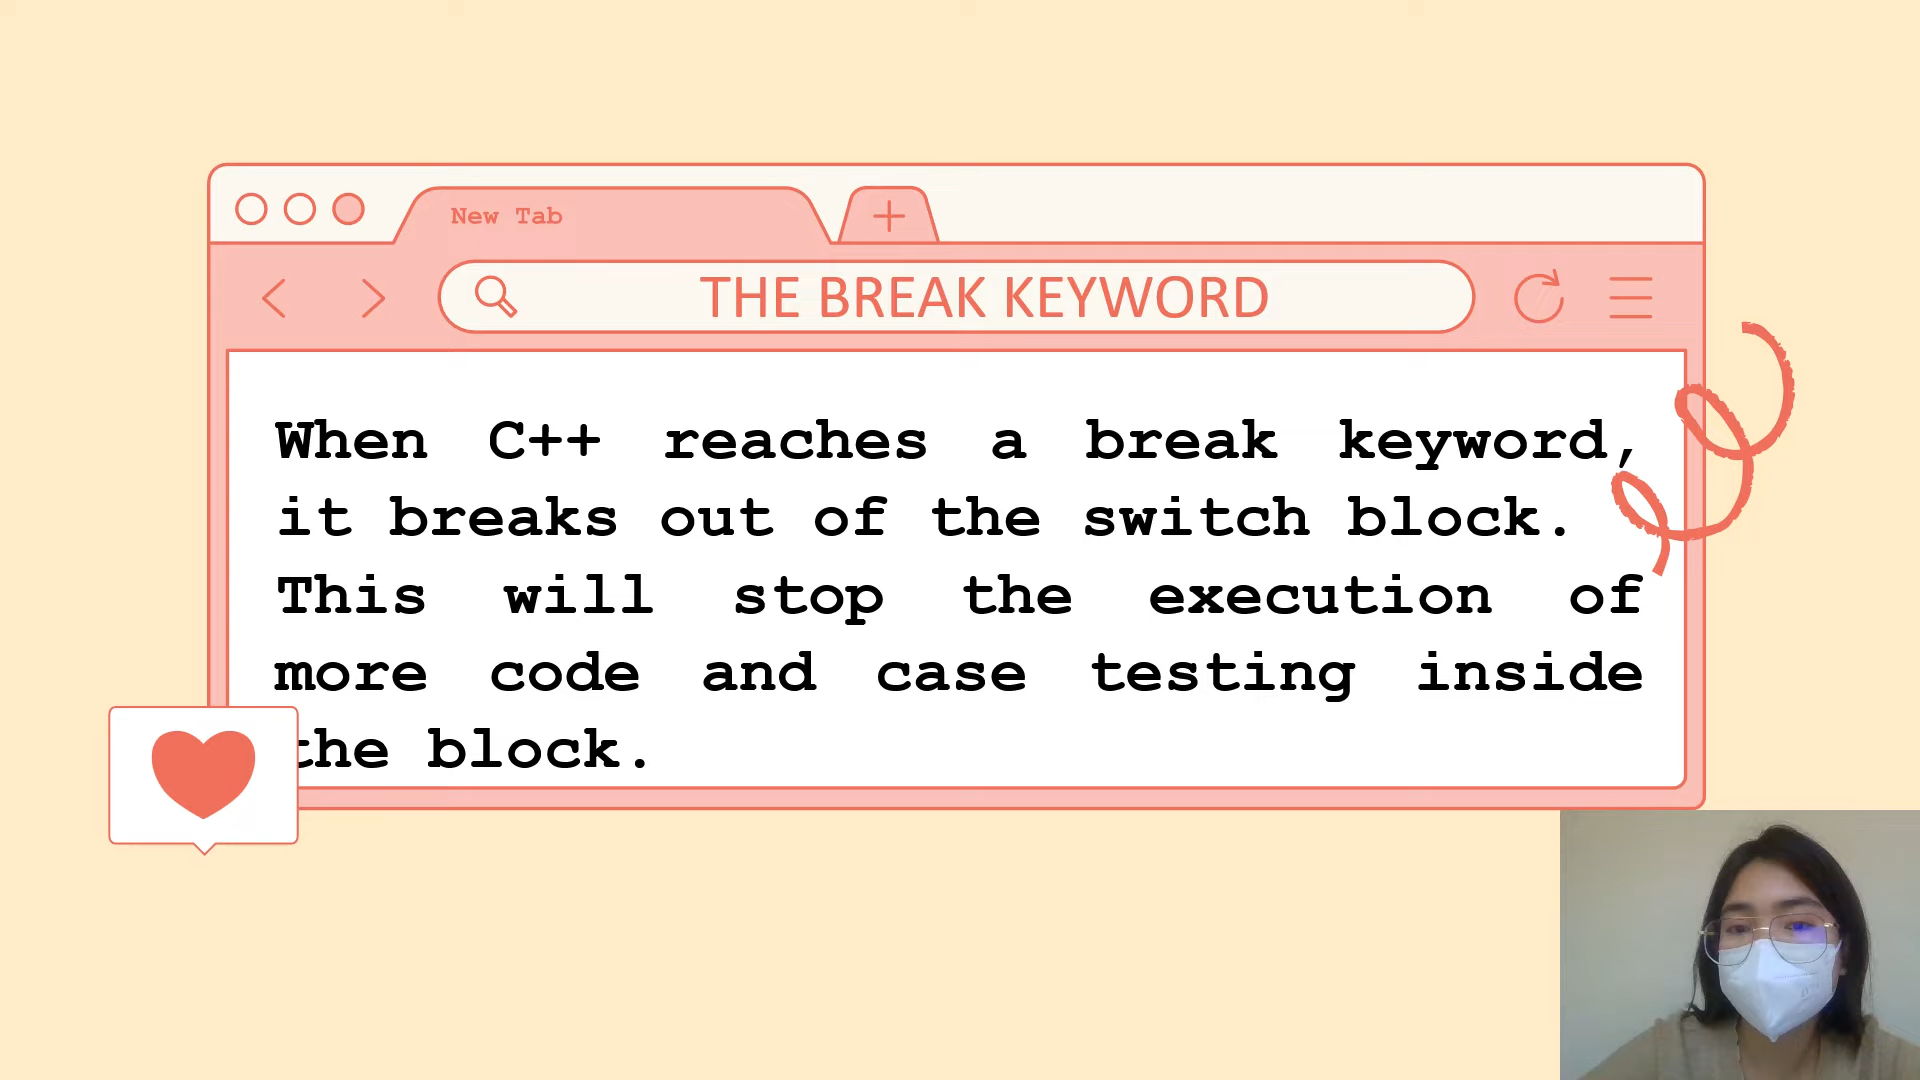 New Tab
THE BREAK KEYWORD
When C++ reaches a break keyword,
it breaks out of the switch block.
This will stop the execution of
more code and case testing inside
the block.